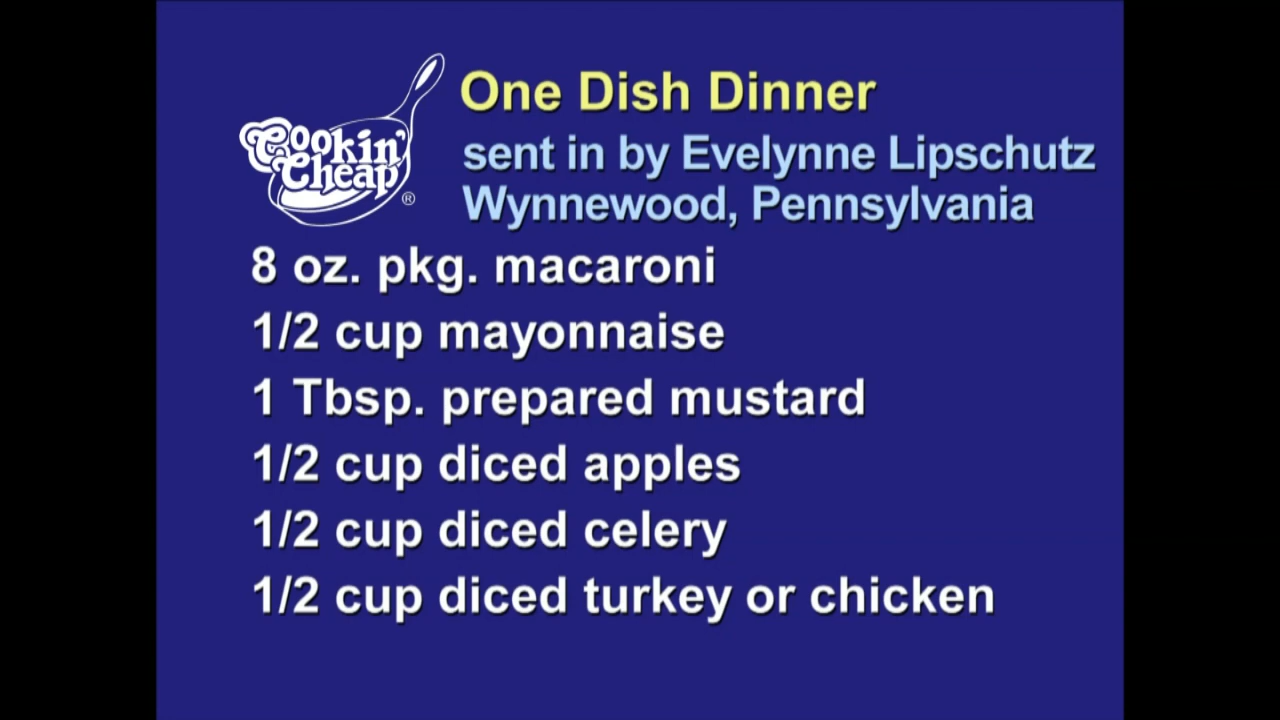 Cookin'
Cheap ®
One Dish Dinner
sent in by Evelynne Lipschutz
Wynnewood, Pennsylvania
8 oz. pkg. macaroni
1/2 cup mayonnaise
1 Tbsp. prepared mustard
1/2 cup diced apples
1/2 cup diced celery
1/2 cup diced turkey or chicken